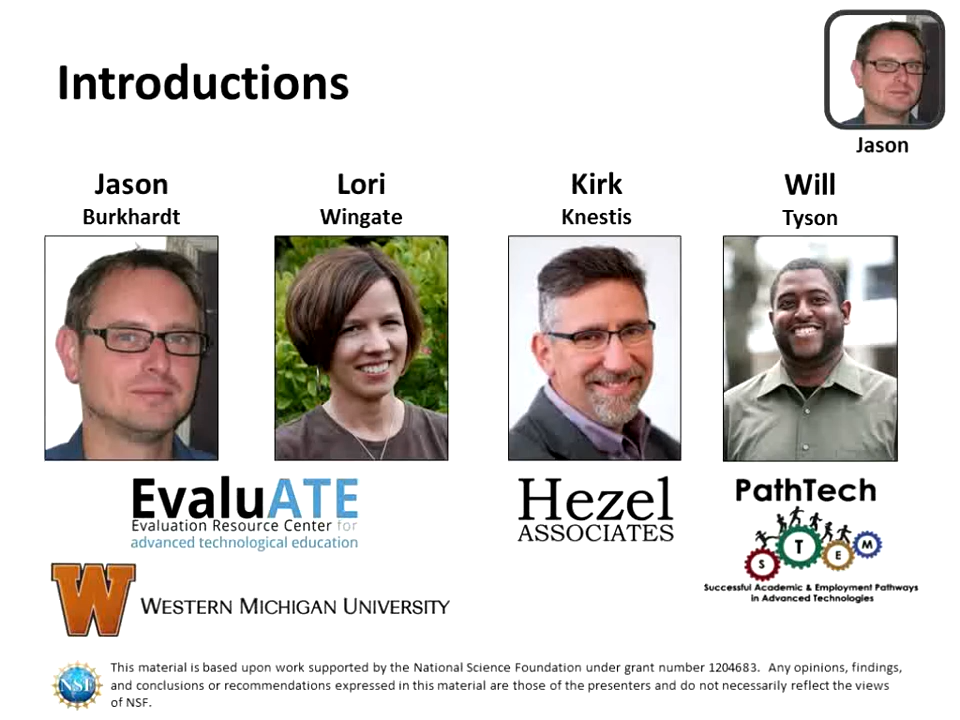 Introductions
Jason
Jason
Burkhardt
Lori
Wingate
Kirk
Knestis
Will
Tyson
EvaluATE
Evaluation Resource Center for
advanced technological education
Hezel
ASSOCIATES
PathTech
S T E M
Successful Academic & Employment Pathways
in Advanced Technologies
W WESTERN MICHIGAN UNIVERSITY
NSF
This material is based upon work supported by the National Science Foundation under grant number 1204683. Any opinions, findings,
and conclusions or recommendations expressed in this material are those of the presenters and do not necessarily reflect the views
of NSF.